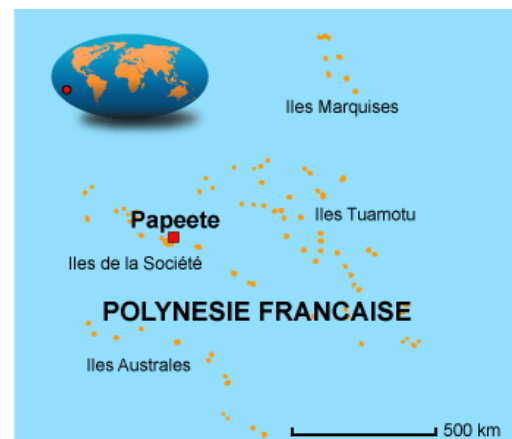 Iles Marquises
Papeete
Iles Tuamotu
Iles de la Société
POLYNESIE FRANCAISE
Iles Australes
500 km